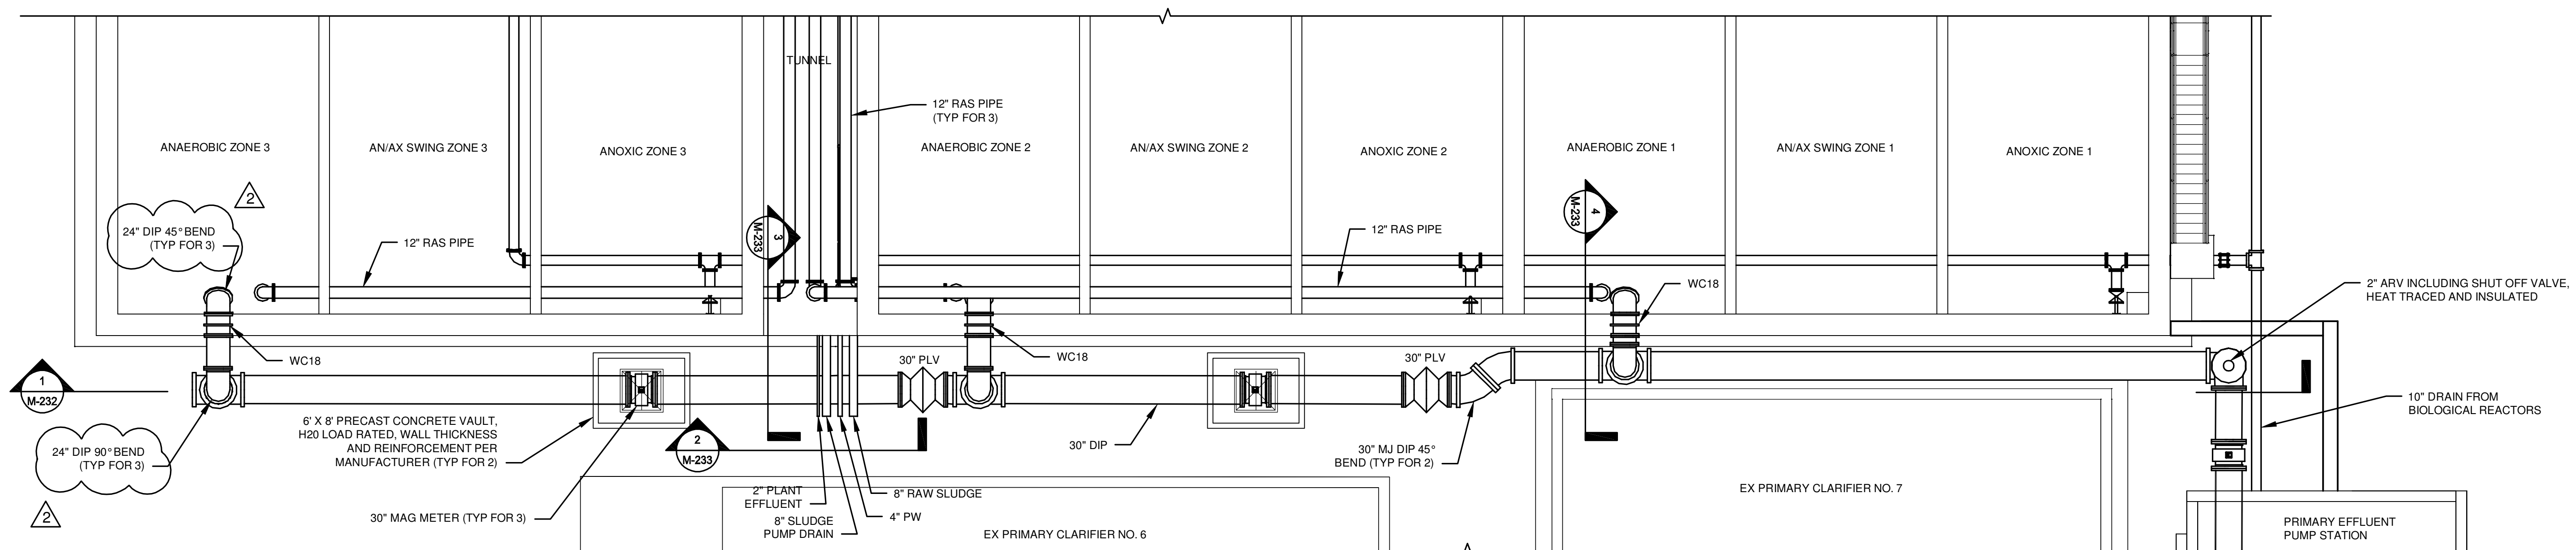 TUNNEL
12" RAS PIPE
(TYP FOR 3)
ANAEROBIC ZONE 3
AN/AX SWING ZONE 3
ANOXIC ZONE 3
ANAEROBIC ZONE 2
AN/AX SWING ZONE 2
ANOXIC ZONE 2
ANAEROBIC ZONE 1
AN/AX SWING ZONE 1
ANOXIC ZONE 1
2
24" DIP 45° BEND
(TYP FOR 3)
12" RAS PIPE
3
M-233
12" RAS PIPE
4
M-233
WC18
2" ARV INCLUDING SHUT OFF VALVE,
HEAT TRACED AND INSULATED
WC18
30" PLV
WC18
30" PLV
1
M-232
6' X 8' PRECAST CONCRETE VAULT,
H20 LOAD RATED, WALL THICKNESS
AND REINFORCEMENT PER
MANUFACTURER (TYP FOR 2)
2
M-233
30" DIP
30" MJ DIP 45°
BEND (TYP FOR 2)
10" DRAIN FROM
BIOLOGICAL REACTORS
24" DIP 90° BEND
(TYP FOR 3)
2
30" MAG METER (TYP FOR 3)
2" PLANT
EFFLUENT
8" SLUDGE
PUMP DRAIN
8" RAW SLUDGE
4" PW
EX PRIMARY CLARIFIER NO. 6
EX PRIMARY CLARIFIER NO. 7
PRIMARY EFFLUENT
PUMP STATION